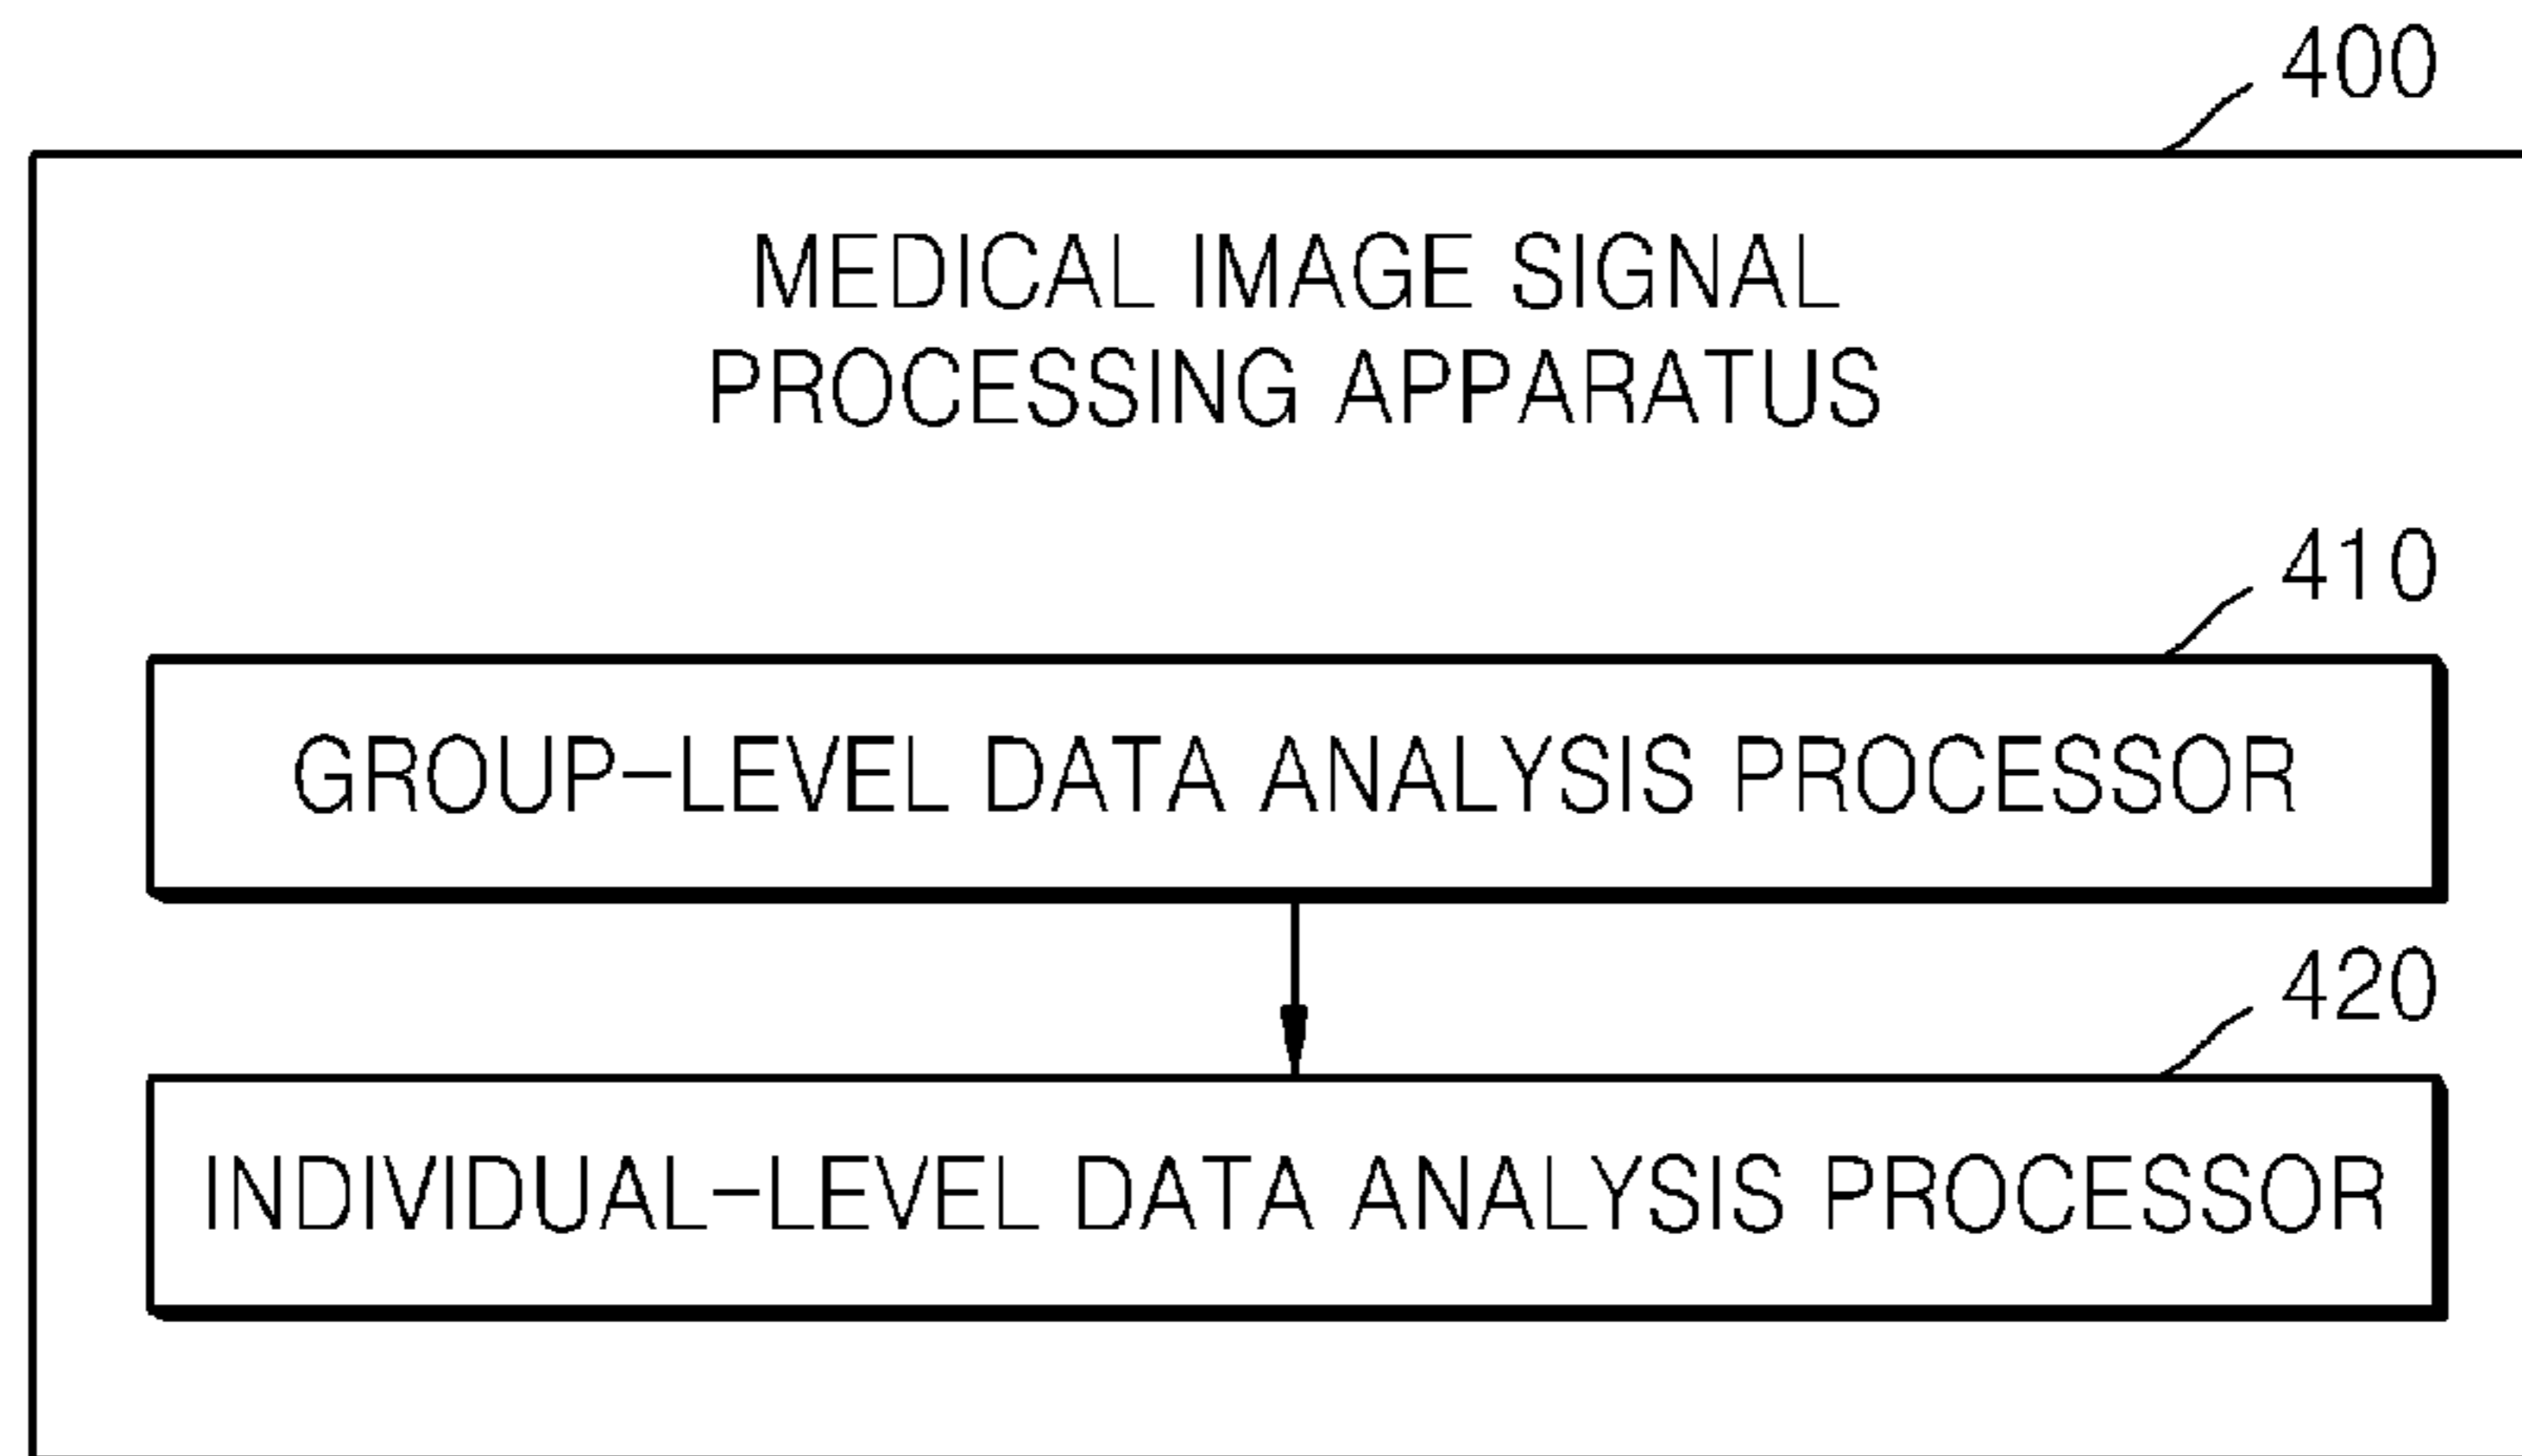 400
MEDICAL IMAGE SIGNAL
PROCESSING APPARATUS
410
GROUP-LEVEL DATA ANALYSIS PROCESSOR
420
INDIVIDUAL-LEVEL DATA ANALYSIS PROCESSOR